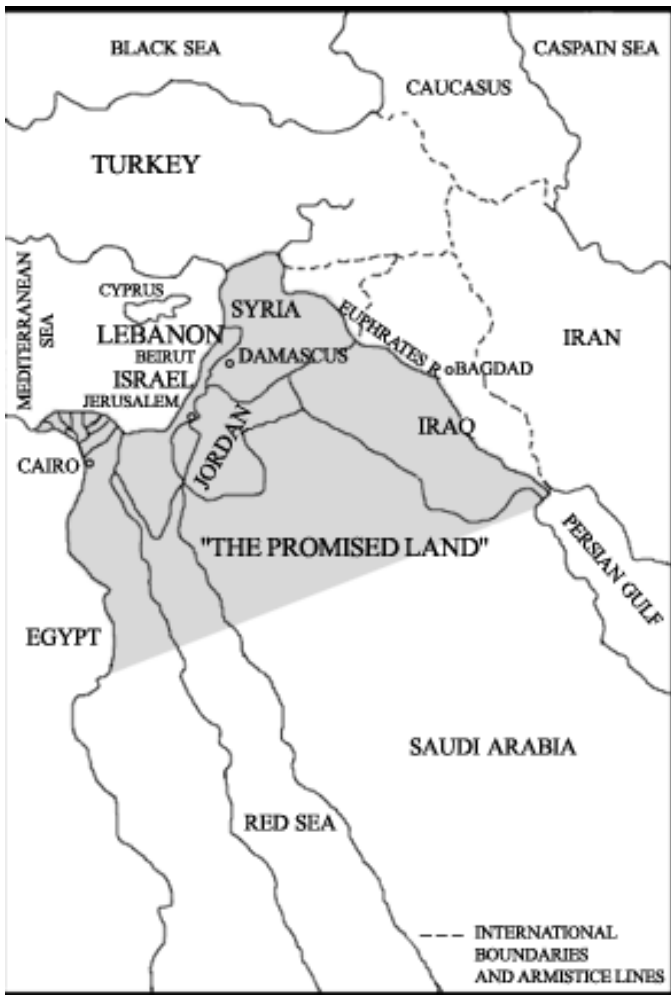 BLACK SEA
CASPAIN SEA
CAUCASUS
TURKEY
MEDITERRANEAN
SEA
CYPRUS
SYRIA
LEBANON
BEIRUT
DAMASCUS
ISRAEL
JERUSALEM
EUPHRATES R.
BAGDAD
IRAN
IRAQ
JORDAN
CAIRO
"THE PROMISED LAND"
PERSIAN GULF
EGYPT
SAUDI ARABIA
RED SEA
INTERNATIONAL
BOUNDARIES
AND ARMISTICE LINES